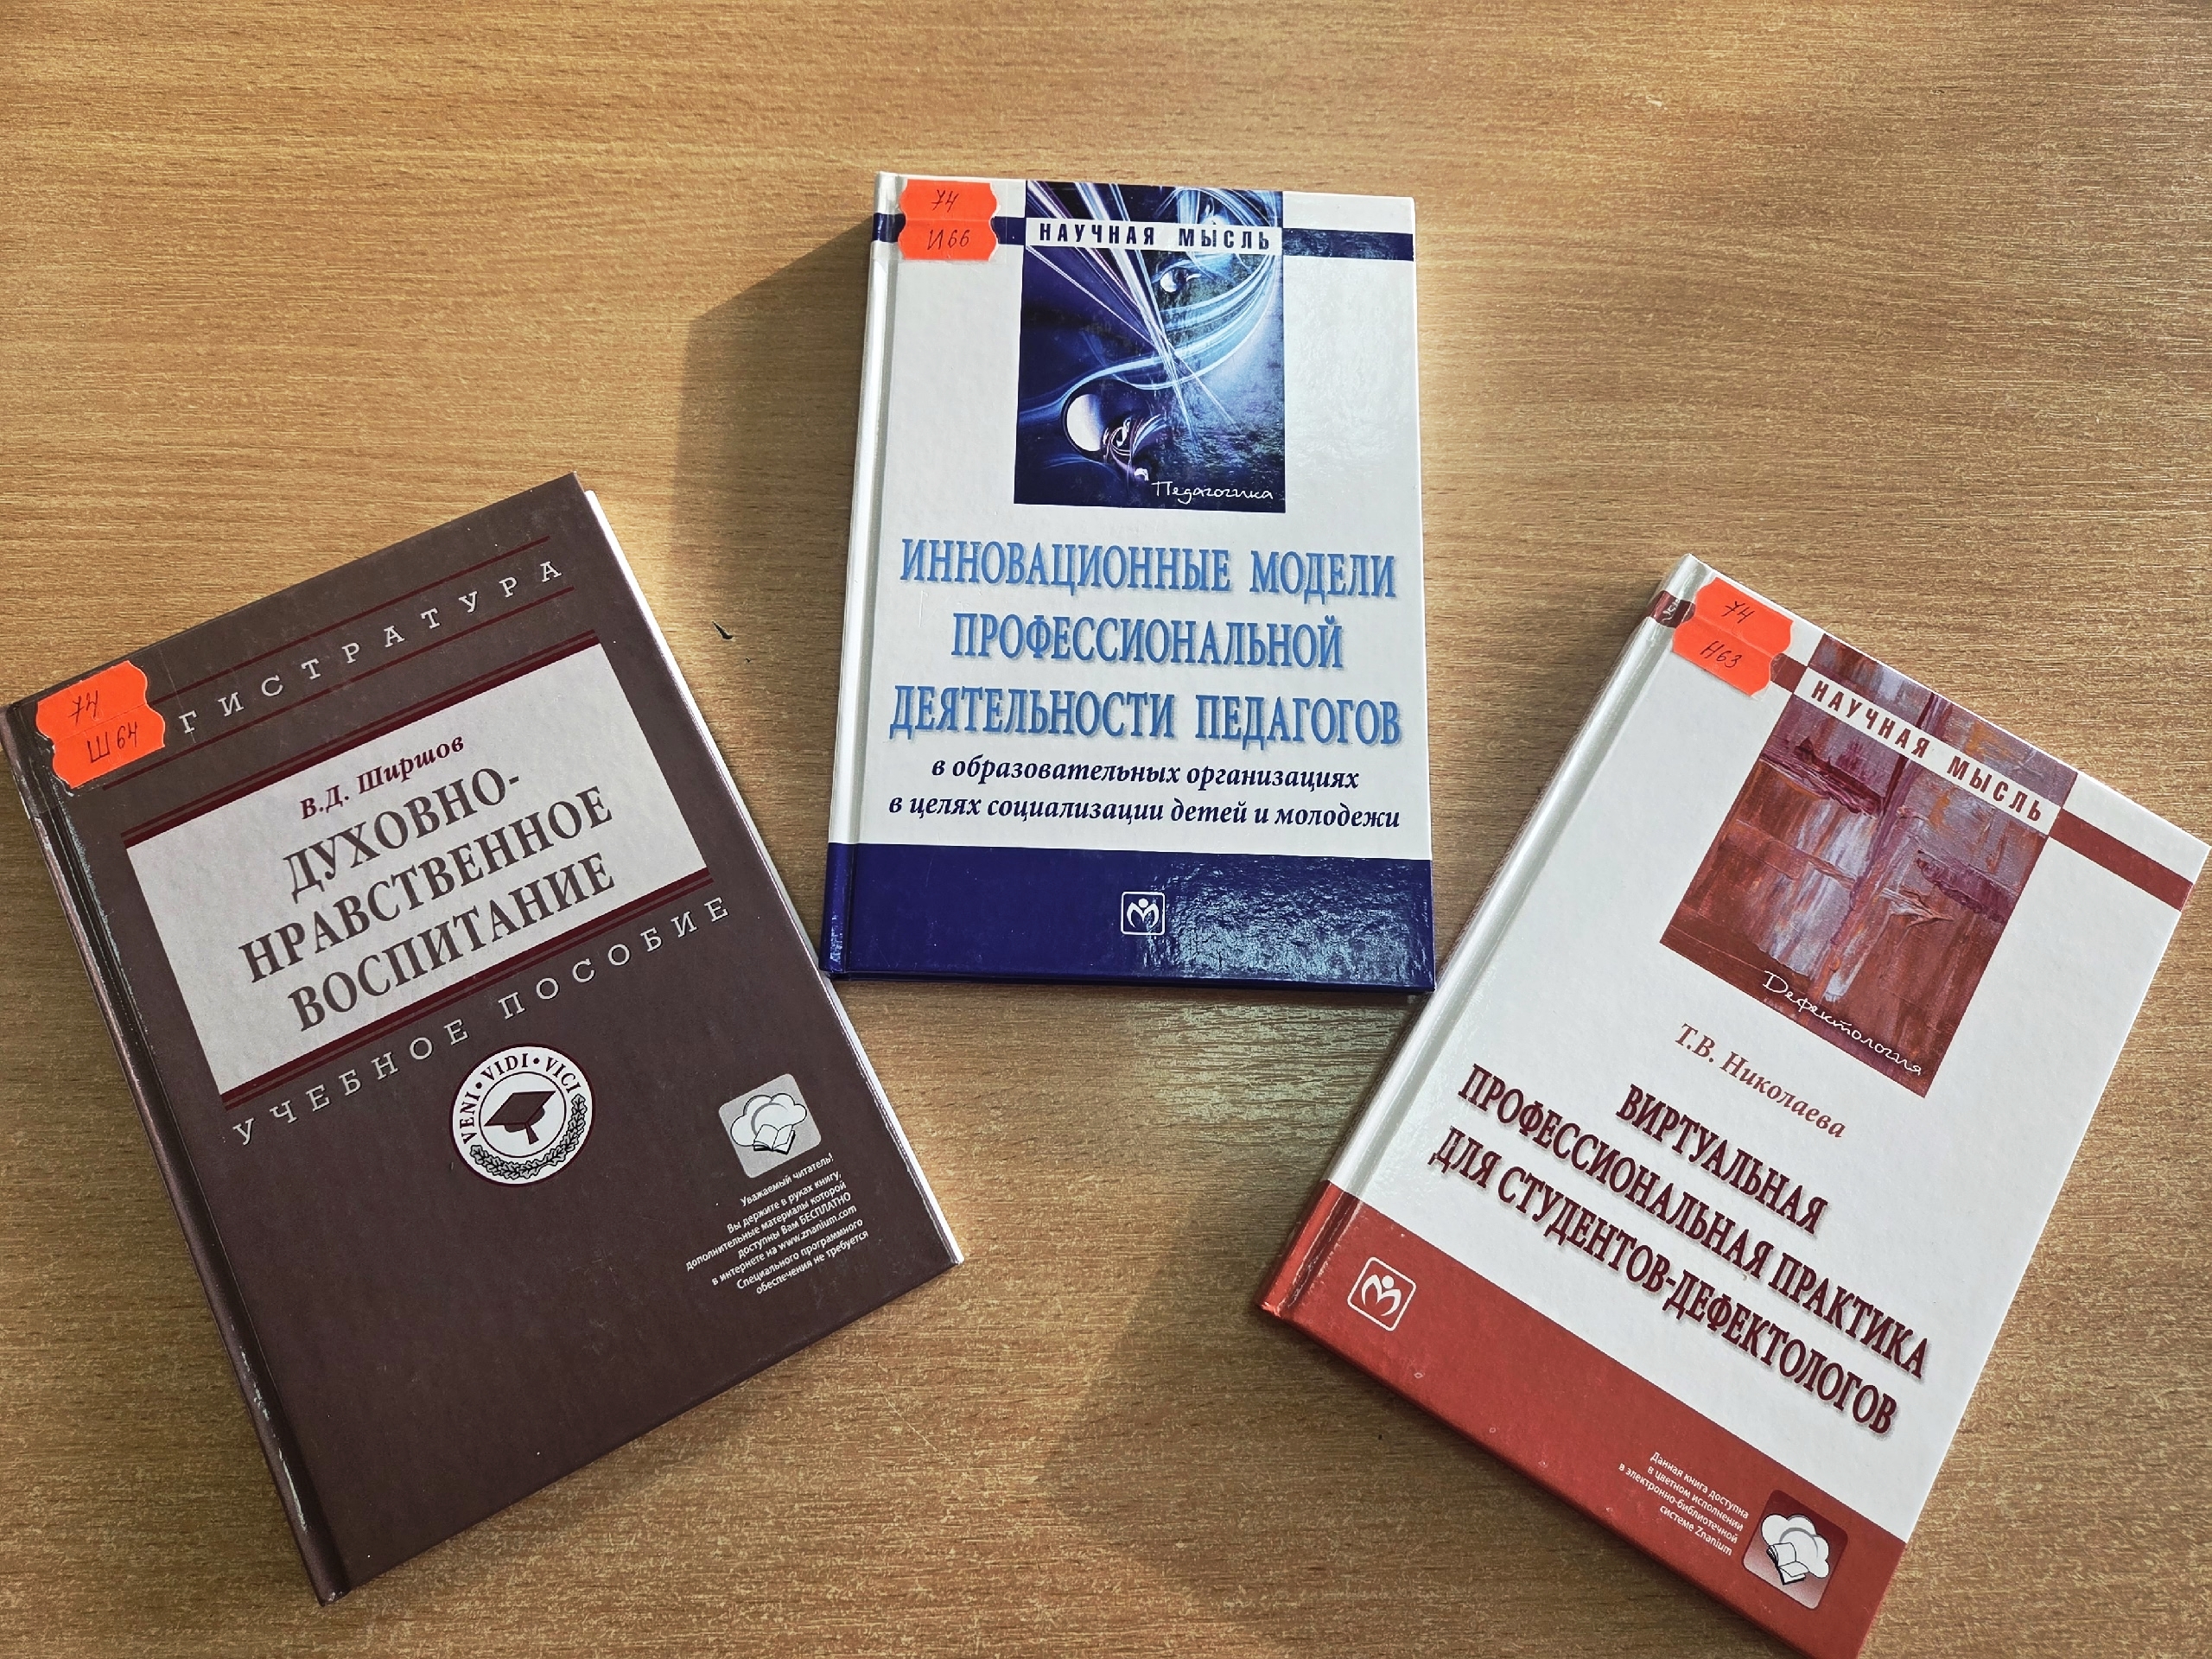 74
Ш64
ГИСТРАТУРА
В.Д. Ширшов
ДУХОВНО-
НРАВСТВЕННОЕ
ВОСПИТАНИЕ
УЧЕБНОЕ ПОСОБИЕ
VENI • VIDI • VICI
Уважаемый читатель!
Вы держите в руках книгу,
дополнительные материалы которой
доступны Вам БЕСПЛАТНО
в интернете на www.znanium.com
Специального программного
обеспечения не требуется
74
И66
НАУЧНАЯ МЫСЛЬ
Педагогика
ИННОВАЦИОННЫЕ МОДЕЛИ
ПРОФЕССИОНАЛЬНОЙ
ДЕЯТЕЛЬНОСТИ ПЕДАГОГОВ
в образовательных организациях
в целях социализации детей и молодежи
74
Н63
НАУЧНАЯ МЫСЛЬ
Дефектология
Т.В. Николаева
ВИРТУАЛЬНАЯ
ПРОФЕССИОНАЛЬНАЯ ПРАКТИКА
ДЛЯ СТУДЕНТОВ-ДЕФЕКТОЛОГОВ
Данная книга доступна
в цветном исполнении
в электронно-библиотечной
системе Znanium